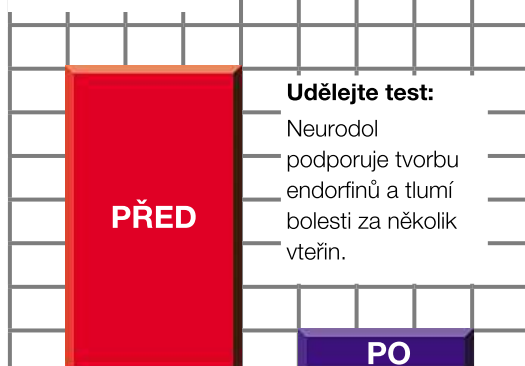 Udělejte test:
Neurodol
podporuje tvorbu
endorfinů a tlumí
bolesti za několik
vteřin.
PŘED
PO